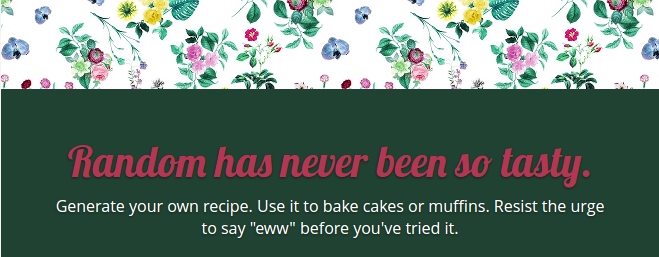 Random has never been so tasty.
Generate your own recipe. Use it to bake cakes or muffins. Resist the urge
to say "eww" before you've tried it.